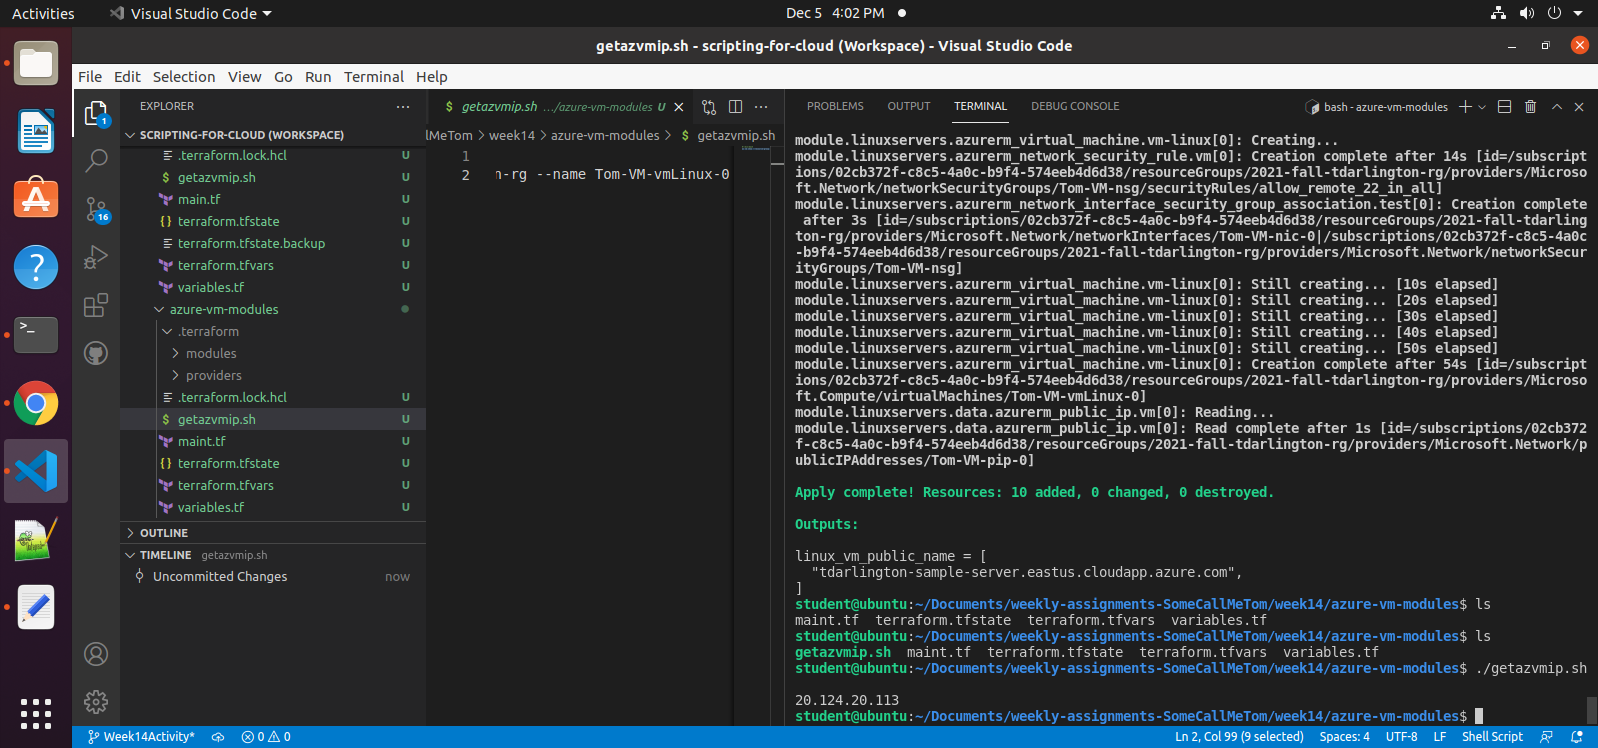 Activities
Visual Studio Code
Dec 5 4:02 PM
getazvmip.sh - scripting-for-cloud (Workspace) - Visual Studio Code
File Edit Selection View Go Run Terminal Help
EXPLORER
SCRIPTING-FOR-CLOUD (WORKSPACE)
.terraform.lock.hcl U
getazvmip.sh U
main.tf U
terraform.tfstate U
terraform.tfstate.backup U
terraform.tfvars U
variables.tf U
azure-vm-modules
.terraform
modules
providers
.terraform.lock.hcl U
getazvmip.sh U
maint.tf U
terraform.tfstate U
terraform.tfvars U
variables.tf U
OUTLINE
TIMELINE getazvmip.sh
Uncommitted Changes now
1
16
$ getazvmip.sh .../azure-vm-modules U
lMeTom > week14 > azure-vm-modules > $ getazvmip.sh
1
2 n-rg --name Tom-VM-vmLinux-0
PROBLEMS OUTPUT TERMINAL DEBUG CONSOLE
bash - azure-vm-modules
module.linuxservers.azurerm_virtual_machine.vm-linux[0]: Creating...
module.linuxservers.azurerm_network_security_rule.vm[0]: Creation complete after 14s [id=/subscript
ions/02cb372f-c8c5-4a0c-b9f4-574eeb4d6d38/resourceGroups/2021-fall-tdarlington-rg/providers/Microso
ft.Network/networkSecurityGroups/Tom-VM-nsg/securityRules/allow_remote_22_in_all]
module.linuxservers.azurerm_network_interface_security_group_association.test[0]: Creation complete
 after 3s [id=/subscriptions/02cb372f-c8c5-4a0c-b9f4-574eeb4d6d38/resourceGroups/2021-fall-tdarling
ton-rg/providers/Microsoft.Network/networkInterfaces/Tom-VM-nic-0|/subscriptions/02cb372f-c8c5-4a0c
-b9f4-574eeb4d6d38/resourceGroups/2021-fall-tdarlington-rg/providers/Microsoft.Network/networkSecur
ityGroups/Tom-VM-nsg]
module.linuxservers.azurerm_virtual_machine.vm-linux[0]: Still creating... [10s elapsed]
module.linuxservers.azurerm_virtual_machine.vm-linux[0]: Still creating... [20s elapsed]
module.linuxservers.azurerm_virtual_machine.vm-linux[0]: Still creating... [30s elapsed]
module.linuxservers.azurerm_virtual_machine.vm-linux[0]: Still creating... [40s elapsed]
module.linuxservers.azurerm_virtual_machine.vm-linux[0]: Still creating... [50s elapsed]
module.linuxservers.azurerm_virtual_machine.vm-linux[0]: Creation complete after 54s [id=/subscript
ions/02cb372f-c8c5-4a0c-b9f4-574eeb4d6d38/resourceGroups/2021-fall-tdarlington-rg/providers/Microso
ft.Compute/virtualMachines/Tom-VM-vmLinux-0]
module.linuxservers.data.azurerm_public_ip.vm[0]: Reading...
module.linuxservers.data.azurerm_public_ip.vm[0]: Read complete after 1s [id=/subscriptions/02cb372
f-c8c5-4a0c-b9f4-574eeb4d6d38/resourceGroups/2021-fall-tdarlington-rg/providers/Microsoft.Network/p
ublicIPAddresses/Tom-VM-pip-0]
Apply complete! Resources: 10 added, 0 changed, 0 destroyed.
Outputs:
linux_vm_public_name = [
  "tdarlington-sample-server.eastus.cloudapp.azure.com",
]
student@ubuntu:~/Documents/weekly-assignments-SomeCallMeTom/week14/azure-vm-modules$ ls
maint.tf  terraform.tfstate  terraform.tfvars  variables.tf
student@ubuntu:~/Documents/weekly-assignments-SomeCallMeTom/week14/azure-vm-modules$ ls
getazvmip.sh  maint.tf  terraform.tfstate  terraform.tfvars  variables.tf
student@ubuntu:~/Documents/weekly-assignments-SomeCallMeTom/week14/azure-vm-modules$ ./getazvmip.sh
20.124.20.113
student@ubuntu:~/Documents/weekly-assignments-SomeCallMeTom/week14/azure-vm-modules$
Week14Activity* 0 0
Ln 2, Col 99 (9 selected) Spaces: 4 UTF-8 LF Shell Script